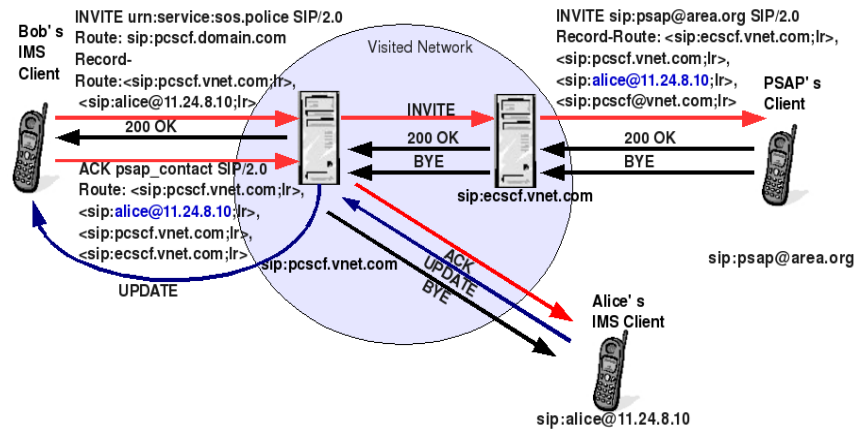 INVITE urn:service:sos.police SIP/2.0
Route: sip:pcscf.domain.com
Record-
Route:<sip:pcscf.vnet.com;lr>,
<sip:alice@11.24.8.10;lr>
Bob's
IMS
Client
200 OK
ACK psap_contact SIP/2.0
Route: <sip:pcscf.vnet.com;lr>,
<sip:alice@11.24.8.10;lr>,
<sip:pcscf.vnet.com;lr>,
<sip:ecscf.vnet.com;lr>
UPDATE
Visited Network
INVITE
200 OK
BYE
sip:pcscf.vnet.com
sip:ecscf.vnet.com
INVITE sip:psap@area.org SIP/2.0
Record-Route: <sip:ecscf.vnet.com;lr>,
<sip:pcscf.vnet.com;lr>,
<sip:alice@11.24.8.10;lr>,
<sip:pcscf@vnet.com;lr>
PSAP's
Client
200 OK
BYE
sip:psap@area.org
ACK
UPDATE
BYE
Alice's
IMS Client
sip:alice@11.24.8.10